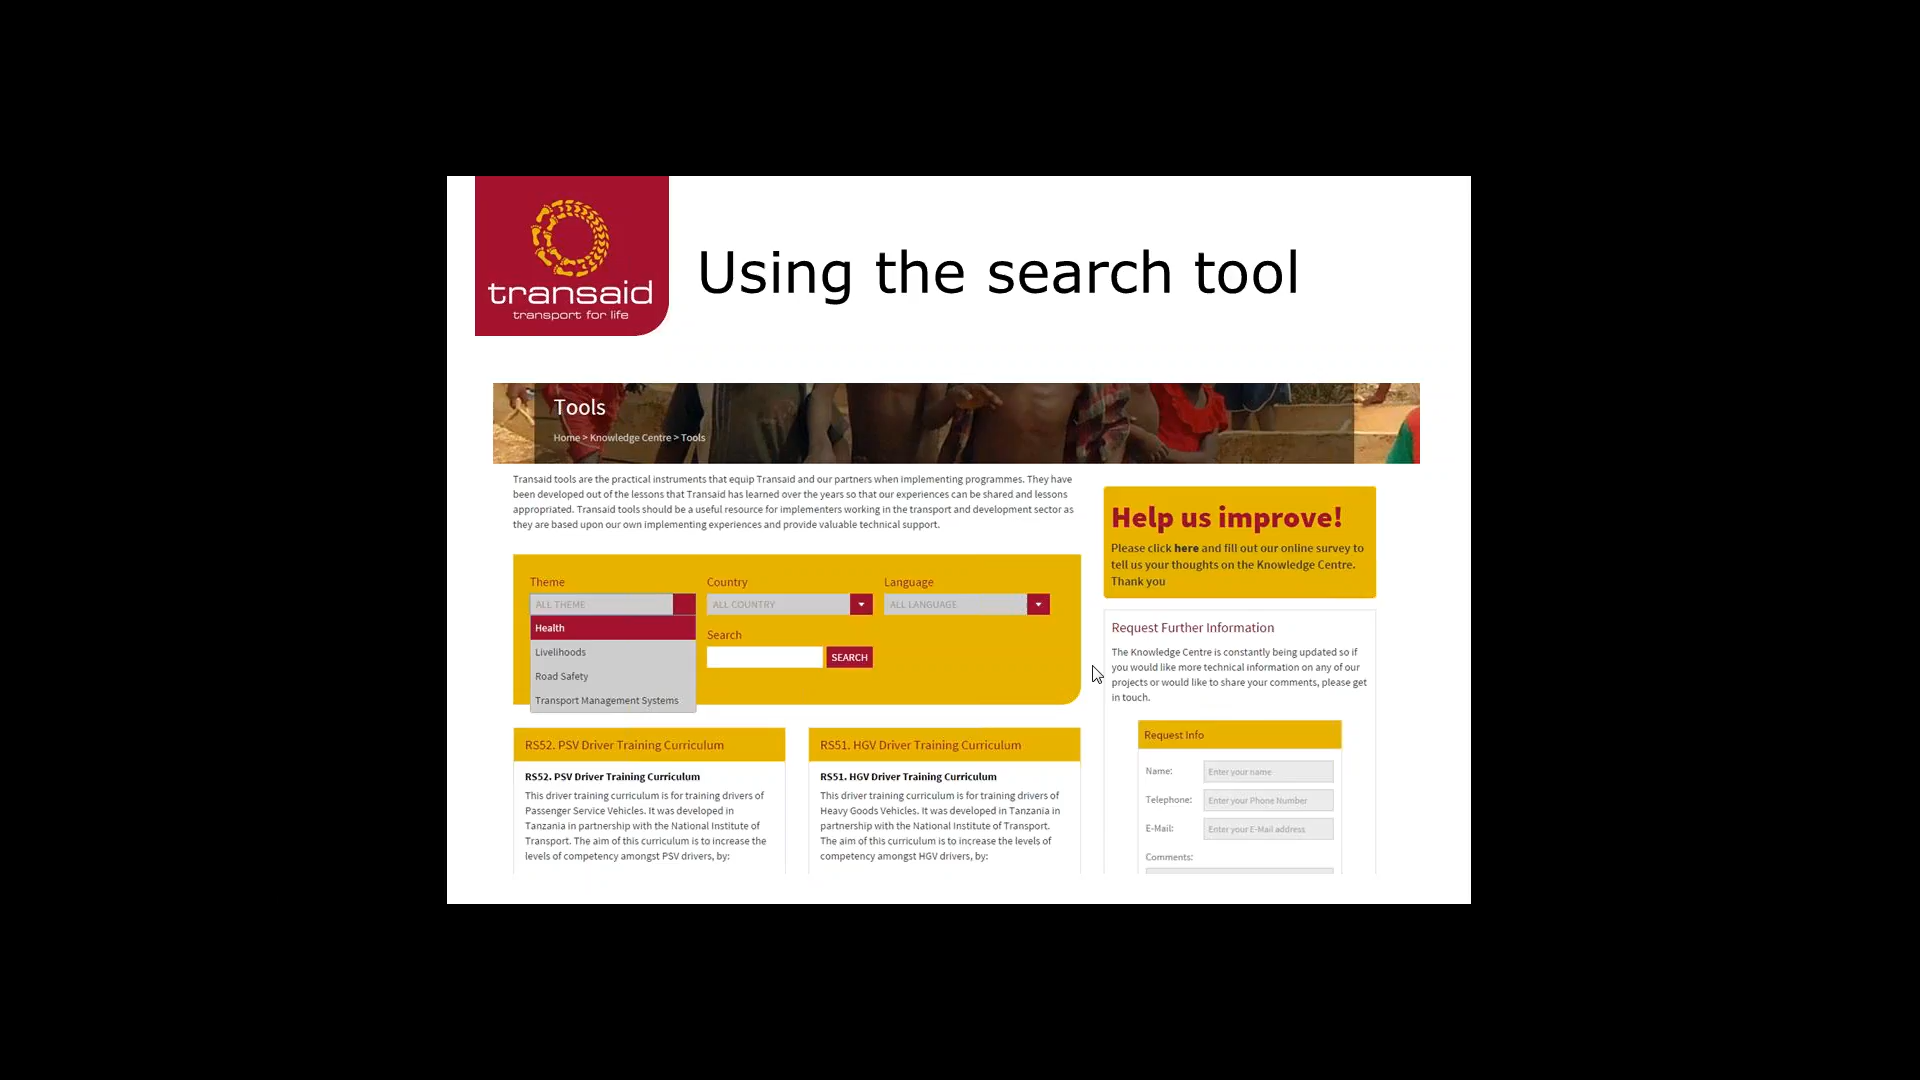 transaid
transport for life
Using the search tool
Tools
Home > Knowledge Centre > Tools
Transaid tools are the practical instruments that equip Transaid and our partners when implementing programmes. They have
been developed out of the lessons that Transaid has learned over the years so that our experiences can be shared and lessons
appropriated. Transaid tools should be a useful resource for implementers working in the transport and development sector as
they are based upon our own implementing experiences and provide valuable technical support.
Theme
Country
Language
ALL THEME
ALL COUNTRY
ALL LANGUAGE
Health
Livelihoods
Road Safety
Transport Management Systems
Search
SEARCH
RS52. PSV Driver Training Curriculum
RS52. PSV Driver Training Curriculum
This driver training curriculum is for training drivers of
Passenger Service Vehicles. It was developed in
Tanzania in partnership with the National Institute of
Transport. The aim of this curriculum is to increase the
levels of competency amongst PSV drivers, by:
RS51. HGV Driver Training Curriculum
RS51. HGV Driver Training Curriculum
This driver training curriculum is for training drivers of
Heavy Goods Vehicles. It was developed in Tanzania in
partnership with the National Institute of Transport.
The aim of this curriculum is to increase the levels of
competency amongst HGV drivers, by:
Help us improve!
Please click here and fill out our online survey to
tell us your thoughts on the Knowledge Centre.
Thank you
Request Further Information
The Knowledge Centre is constantly being updated so if
you would like more technical information on any of our
projects or would like to share your comments, please get
in touch.
Request Info
Name:
Enter your name
Telephone:
Enter your Phone Number
E-Mail:
Enter your E-Mail address
Comments: